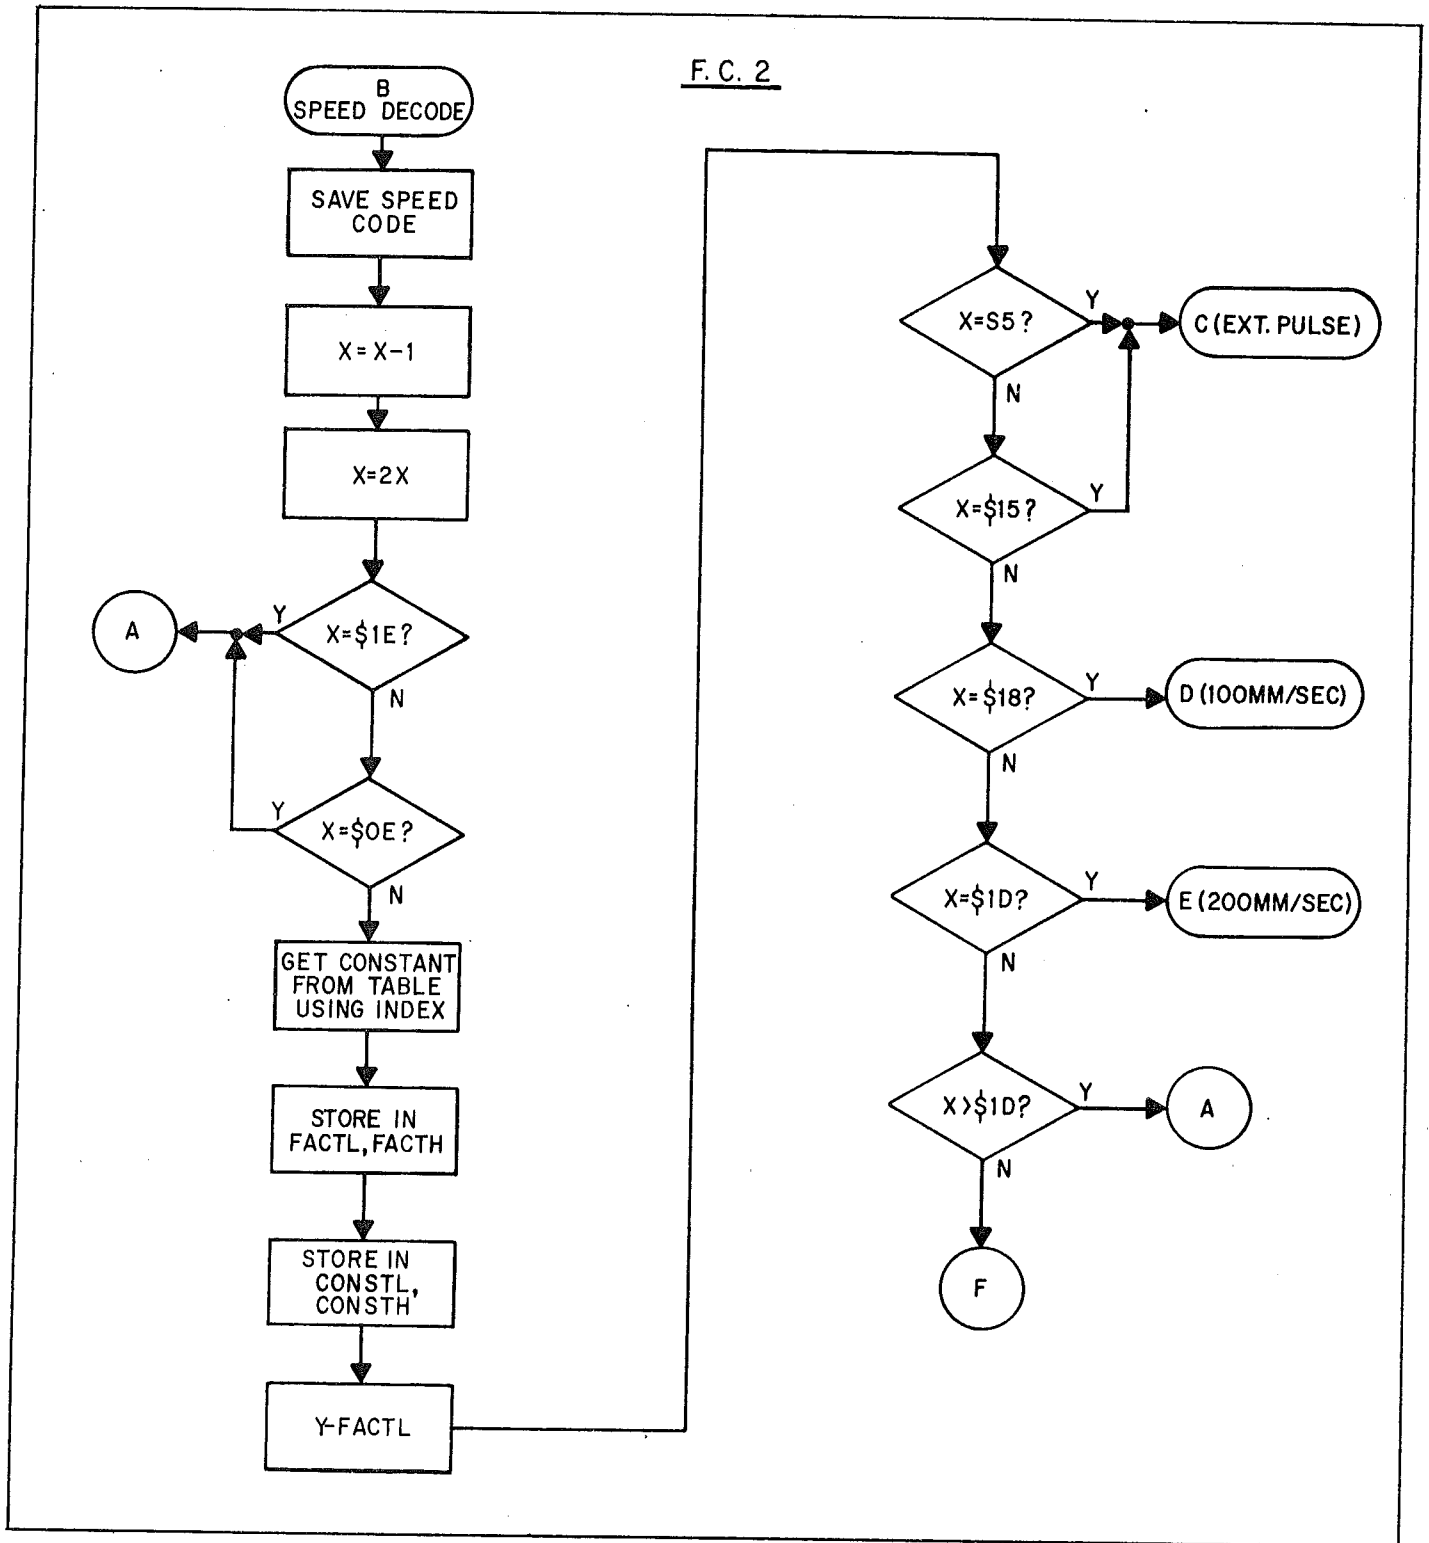 F. C. 2
B
SPEED DECODE
SAVE SPEED
CODE
X = X-1
X=2X
X=$1E?
Y
A
N
X=$0E?
Y
N
GET CONSTANT
FROM TABLE
USING INDEX
STORE IN
FACTL, FACTH
STORE IN
CONSTL,
CONSTH
Y-FACTL
X=S5?
Y
C (EXT. PULSE)
N
X=$15?
Y
N
X=$18?
Y
D (100MM/SEC)
N
X=$1D?
Y
E (200MM/SEC)
N
X>$1D?
Y
A
N
F